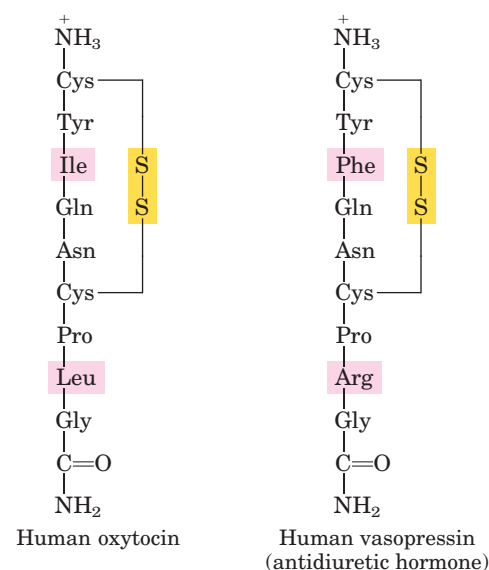 +
NH3
Cys
Tyr
Ile
S
Gln
S
Asn
Cys
Pro
Leu
Gly
C=O
NH2
Human oxytocin
+
NH3
Cys
Tyr
Phe
S
Gln
S
Asn
Cys
Pro
Arg
Gly
C=O
NH2
Human vasopressin
(antidiuretic hormone)